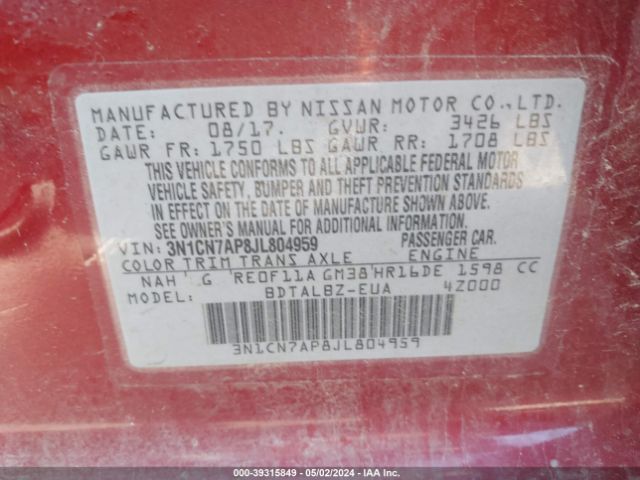 MANUFACTURED BY NISSAN MOTOR CO.,LTD.
DATE: 08/17. GVWR: 3426 LBS
GAWR FR: 1750 LBS GAWR RR: 1708 LBS
THIS VEHICLE CONFORMS TO ALL APPLICABLE FEDERAL MOTOR
VEHICLE SAFETY, BUMPER AND THEFT PREVENTION STANDARDS
IN EFFECT ON THE DATE OF MANUFACTURE SHOWN ABOVE.
SEE OWNER'S MANUAL FOR ADDITIONAL INFORMATION.
VIN: 3N1CN7AP8JL804959 PASSENGER CAR.
COLOR TRIM TRANS AXLE ENGINE
NAH G RE0F11A GM38 HR16DE 1598 CC
MODEL: BDTALBZ-EUA 4Z000
3N1CN7AP8JL804959
000-39315849 - 05/02/2024 - IAA Inc.